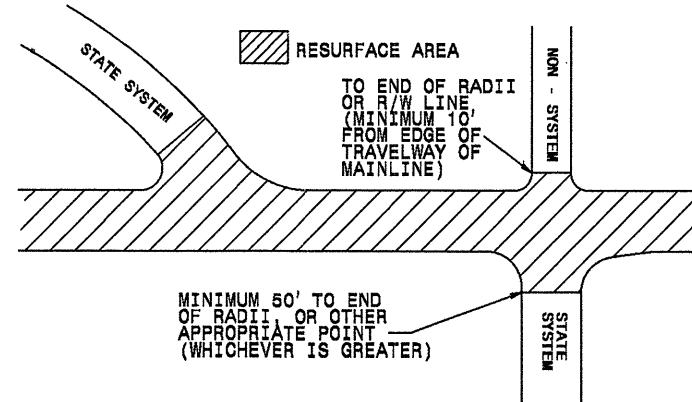 STATE SYSTEM
RESURFACE AREA
TO END OF RADII
OR R/W LINE
(MINIMUM 10'
FROM EDGE OF
TRAVELWAY OF
MAINLINE)
NON - SYSTEM
MINIMUM 50' TO END
OF RADII, OR OTHER
APPROPRIATE POINT
(WHICHEVER IS GREATER)
STATE
SYSTEM